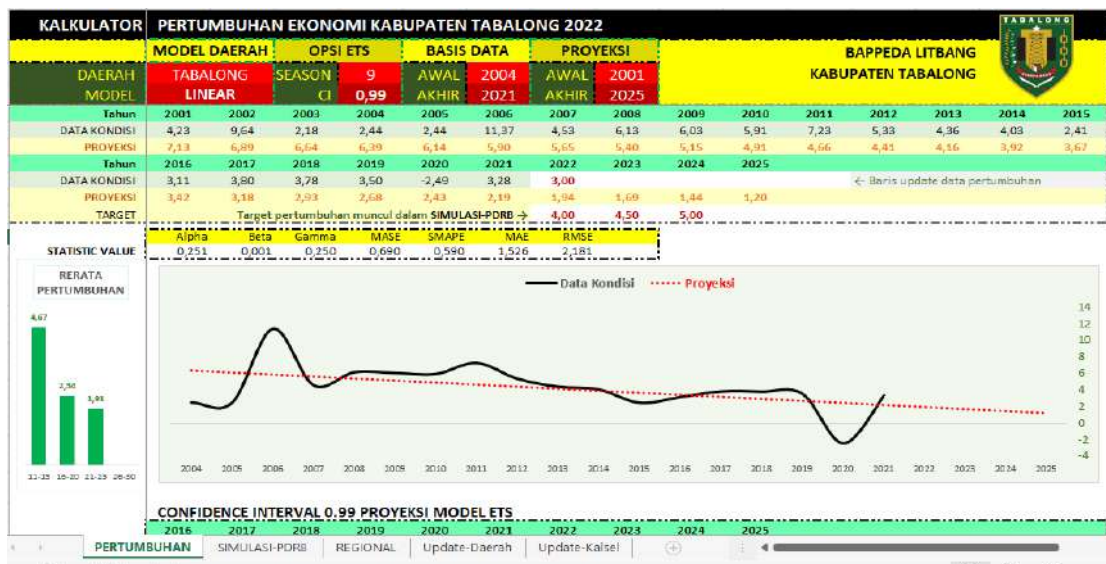 KALKULATOR PERTUMBUHAN EKONOMI KABUPATEN TABALONG 2022
TABALONG
MODEL DAERAH OPSI ETS BASIS DATA PROYEKSI BAPPEDA LITBANG
DAERAH TABALONG SEASON 9 AWAL 2004 AWAL 2001 KABUPATEN TABALONG
MODEL LINEAR CI 0,99 AKHIR 2021 AKHIR 2025
Tahun 2001 2002 2003 2004 2005 2006 2007 2008 2009 2010 2011 2012 2013 2014 2015
DATA KONDISI 4,23 9,64 2,18 2,44 2,44 11,37 4,53 6,13 6,03 5,91 7,23 5,33 4,36 4,03 2,41
PROYEKSI 7,13 6,89 6,64 6,39 6,14 5,90 5,65 5,40 5,15 4,91 4,66 4,41 4,16 3,92 3,67
Tahun 2016 2017 2018 2019 2020 2021 2022 2023 2024 2025
DATA KONDISI 3,11 3,80 3,78 3,50 -2,49 3,28 3,00 ← Baris update data pertumbuhan
PROYEKSI 3,42 3,18 2,93 2,68 2,43 2,19 1,94 1,69 1,44 1,20
TARGET Target pertumbuhan muncul dalam SIMULASI-PDRB → 4,00 4,50 5,00
Alpha Beta Gamma MASE SMAPE MAE RMSE
STATISTIC VALUE 0,251 0,001 0,250 0,690 0,590 1,526 2,181
RERATA
PERTUMBUHAN
4,67
11-15 16-20 21-25 26-30
Data Kondisi Proyeksi
14
12
10
8
6
4
2
0
-2
-4
2004 2005 2006 2007 2008 2009 2010 2011 2012 2013 2014 2015 2016 2017 2018 2019 2020 2021 2022 2023 2024 2025
CONFIDENCE INTERVAL 0.99 PROYEKSI MODEL ETS
2016 2017 2018 2019 2020 2021 2022 2023 2024 2025
PERTUMBUHAN SIMULASI-PDRB REGIONAL Update-Daerah Update-Kalsel